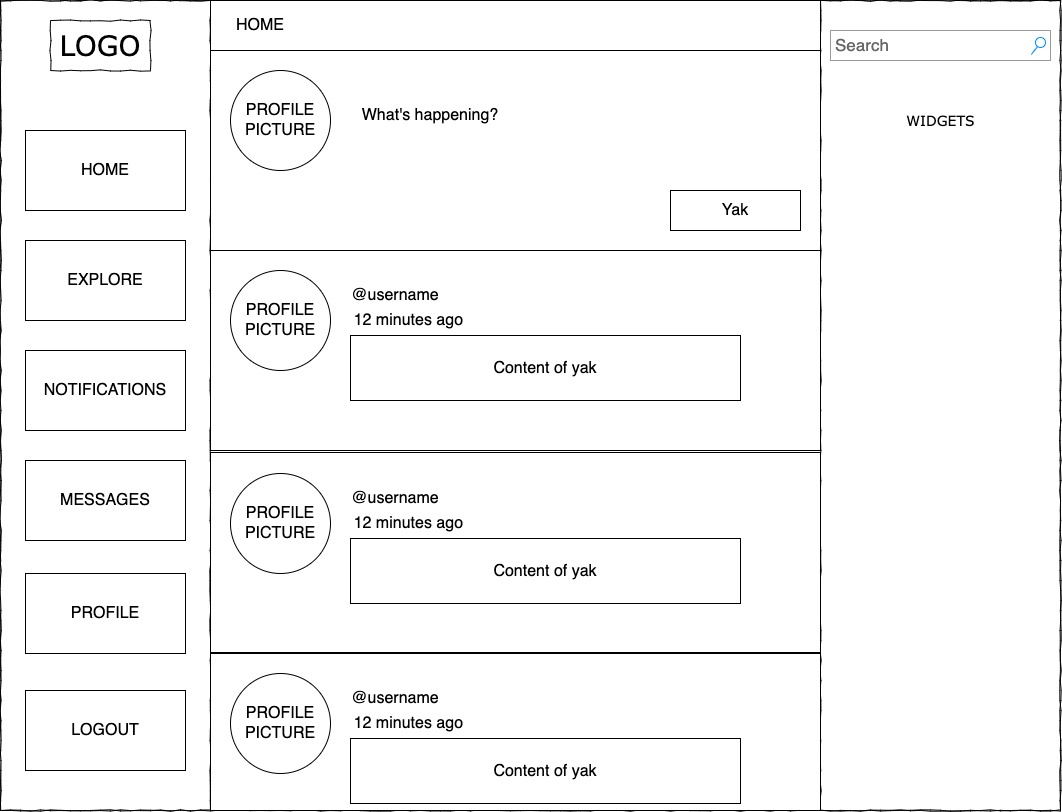 LOGO
HOME
EXPLORE
NOTIFICATIONS
MESSAGES
PROFILE
LOGOUT
HOME
PROFILE
PICTURE
What's happening?
Yak
PROFILE
PICTURE
@username
12 minutes ago
Content of yak
PROFILE
PICTURE
@username
12 minutes ago
Content of yak
PROFILE
PICTURE
@username
12 minutes ago
Content of yak
Search
WIDGETS